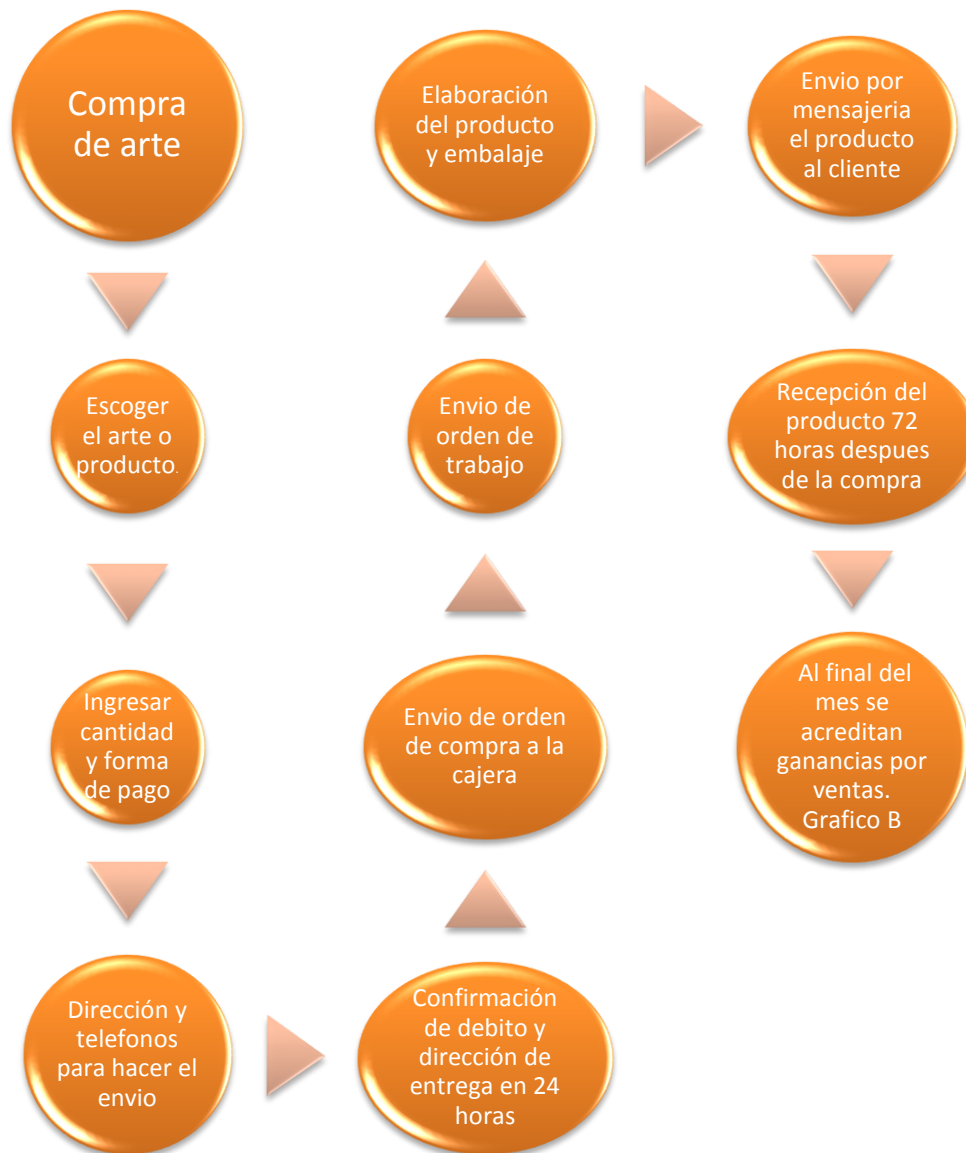 Compra
de arte
Escoger
el arte o
producto.
Ingresar
cantidad
y forma
de pago
Dirección y
telefonos
para hacer el
envio
Confirmación
de debito y
dirección de
entrega en 24
horas
Envio de orden
de compra a la
cajera
Envio de
orden de
trabajo
Elaboración
del producto
y embalaje
Envio por
mensajeria
el producto
al cliente
Recepción del
producto 72
horas despues
de la compra
Al final del
mes se
acreditan
ganancias por
ventas.
Grafico B